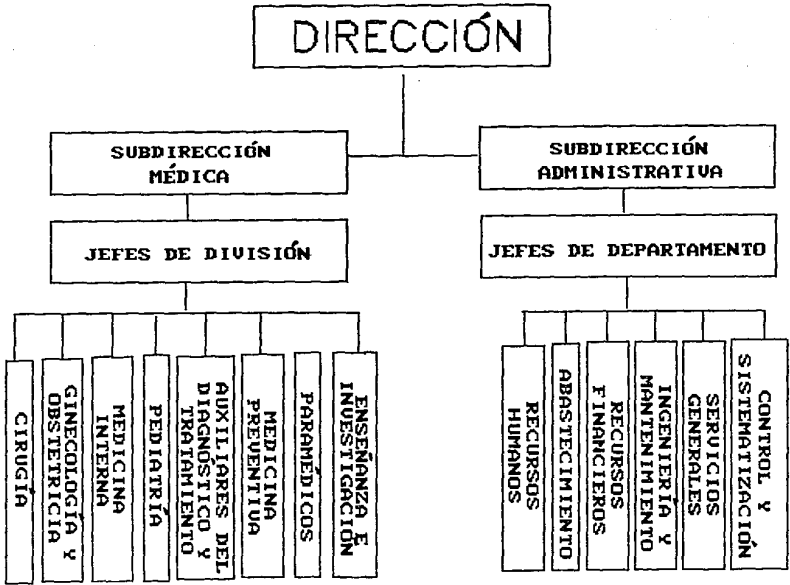 DIRECCIÓN
SUBDIRECCIÓN
MÉDICA
SUBDIRECCIÓN
ADMINISTRATIVA
JEFES DE DIVISIÓN
JEFES DE DEPARTAMENTO
CIRUGÍA
GINECOLOGÍA Y
OBSTETRICIA
MEDICINA
INTERNA
PEDIATRÍA
AUXILIARES DEL
DIAGNÓSTICO Y
TRATAMIENTO
MEDICINA
PREVENTIVA
PARAMÉDICOS
ENSEÑANZA E
INVESTIGACIÓN
RECURSOS
HUMANOS
ABASTECIMIENTO
RECURSOS
FINANCIEROS
INGENIERÍA Y
MANTENIMIENTO
SERVICIOS
GENERALES
CONTROL Y
SISTEMATIZACIÓN